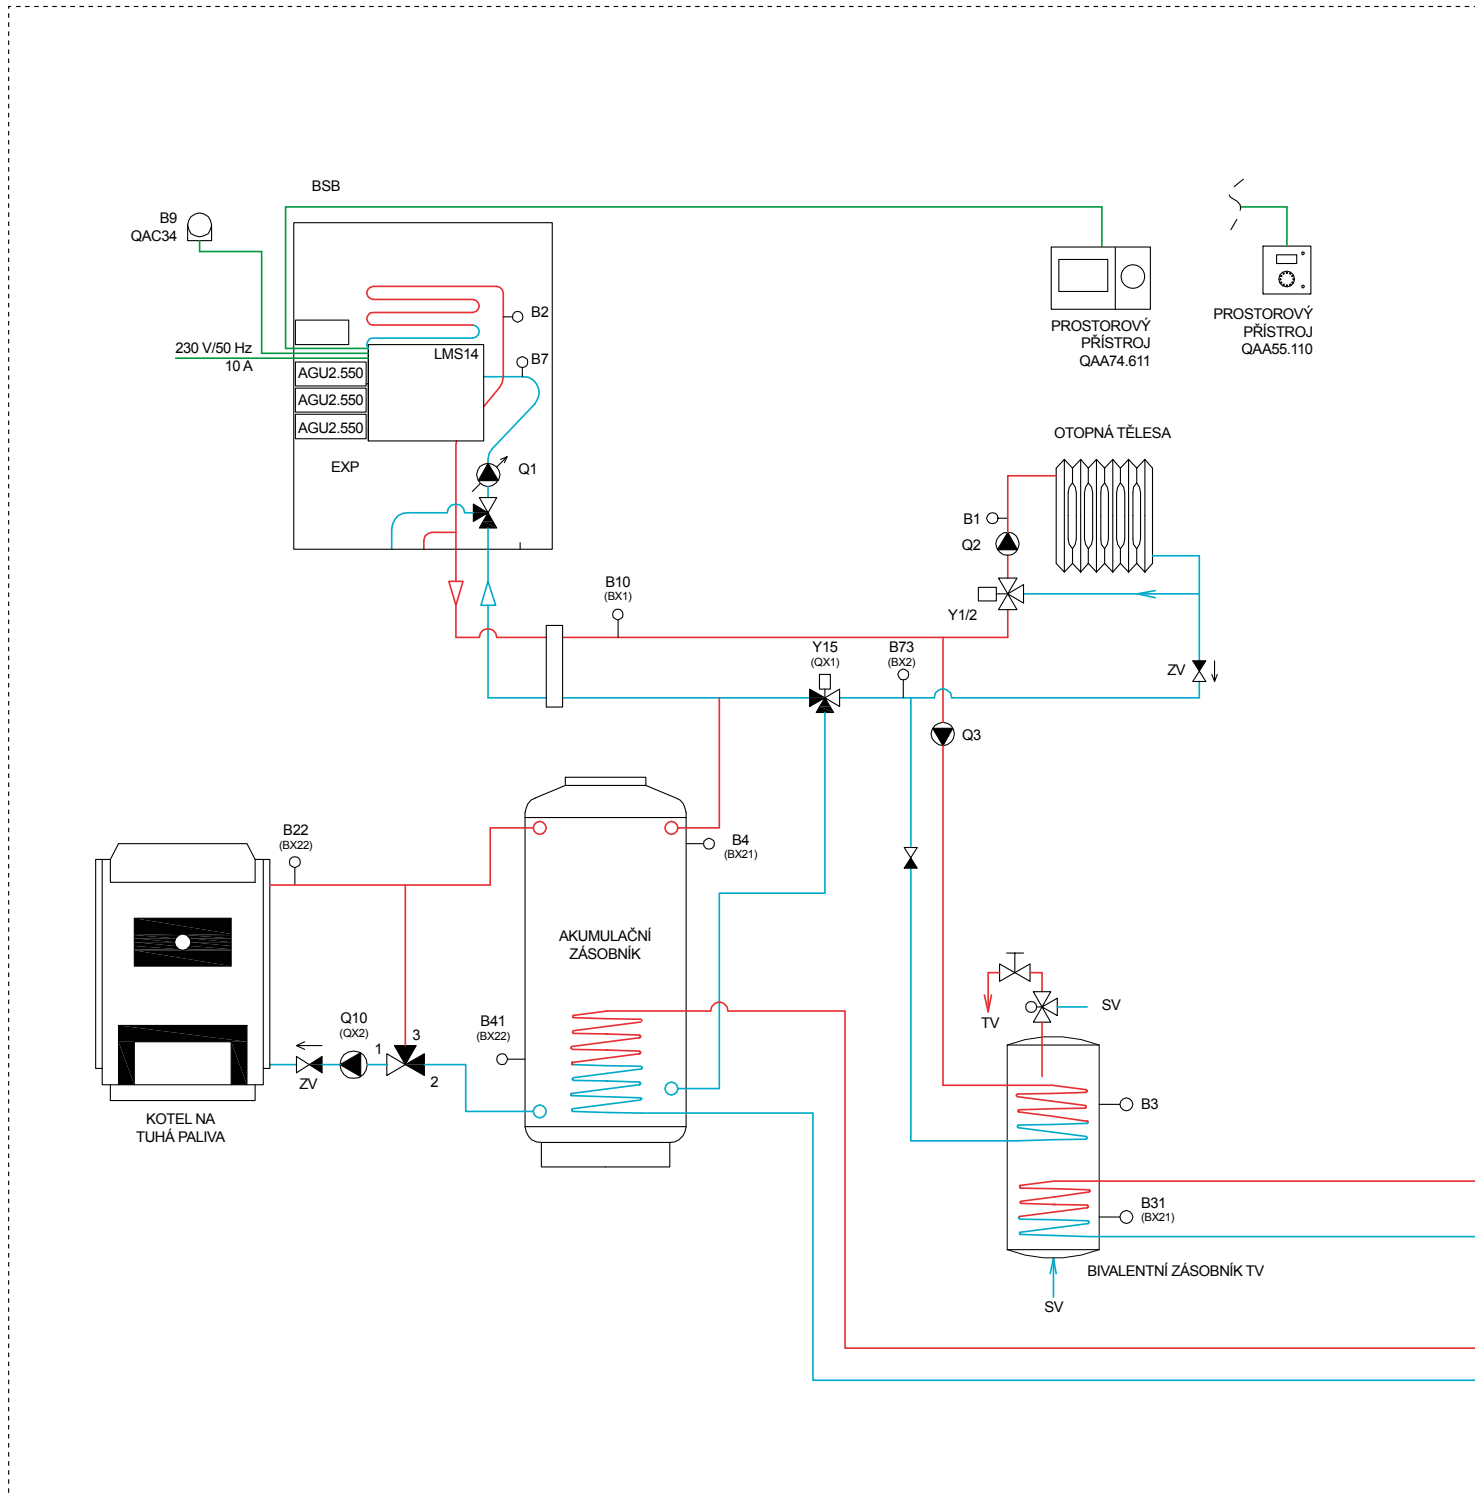 BSB
B9
QAC34
B2
230 V/50 Hz
10 A
LMS14
B7
AGU2.550
AGU2.550
AGU2.550
EXP
Q1
PROSTOROVÝ
PŘÍSTROJ
QAA74.611
PROSTOROVÝ
PŘÍSTROJ
QAA55.110
OTOPNÁ TĚLESA
B1
Q2
Y1/2
B10
(BX1)
Y15
(QX1)
B73
(BX2)
ZV
Q3
B22
(BX22)
B4
(BX21)
AKUMULAČNÍ
ZÁSOBNÍK
B41
(BX22)
Q10
(QX2)
1
3
2
ZV
KOTEL NA
TUHÁ PALIVA
TV
SV
B3
B31
(BX21)
BIVALENTNÍ ZÁSOBNÍK TV
SV